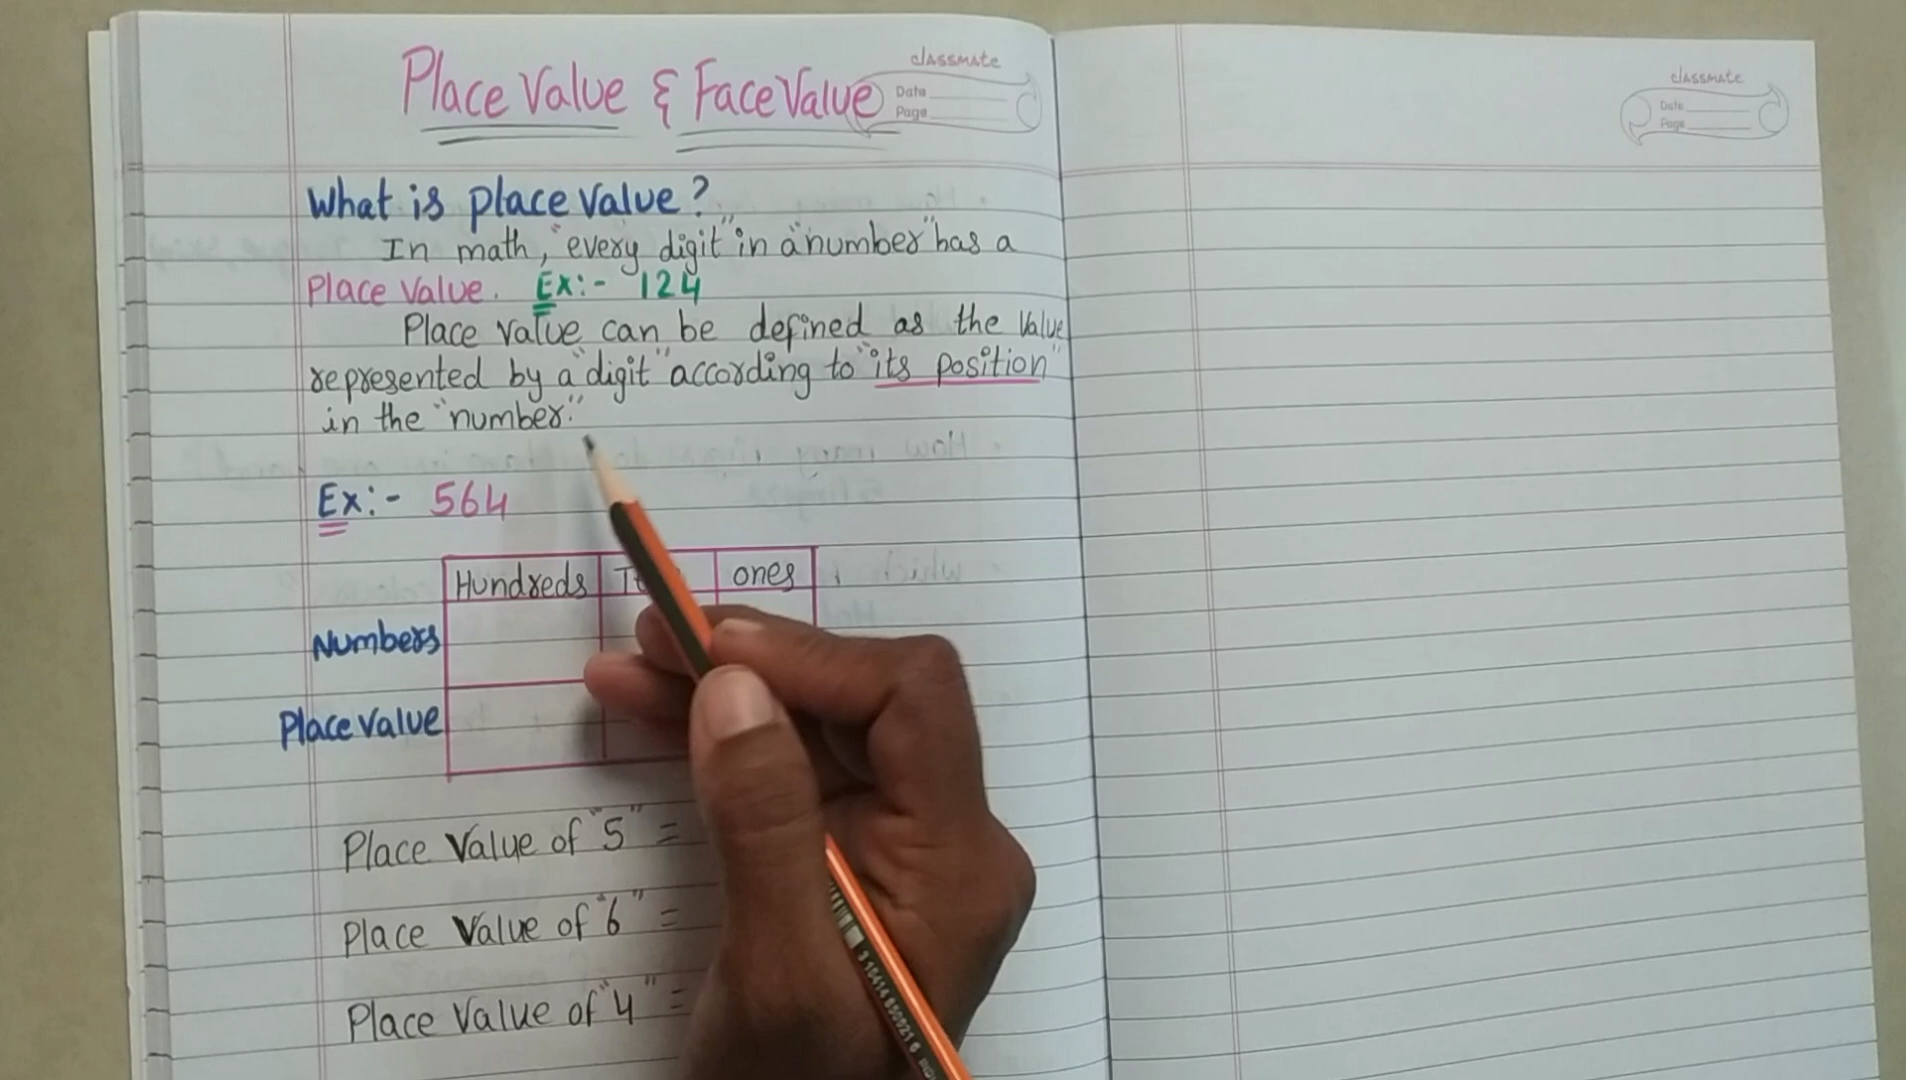 Place Value & Face Value
classmate
Date
Page
What is place value?
In math, "every digit" in a "number" has a
Place Value. Ex:- 124
Place value can be defined as the value
represented by a "digit" according to "its position"
in the "number."
Ex:- 564
Hundreds ones
Numbers
Place Value
Place Value of "5" =
Place Value of "6" =
Place Value of "4" =
classmate
Date
Page